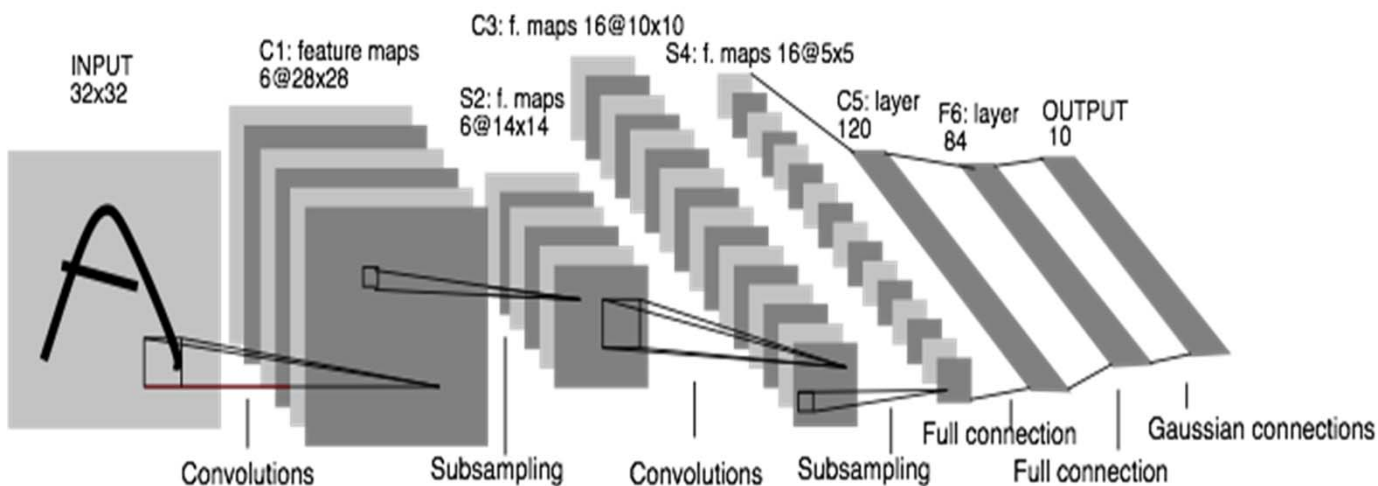 INPUT
32x32
C1: feature maps
6@28x28
S2: f. maps
6@14x14
C3: f. maps 16@10x10
S4: f. maps 16@5x5
C5: layer
120
F6: layer
84
OUTPUT
10
Convolutions
Subsampling
Convolutions
Subsampling
Full connection
Full connection
Gaussian connections